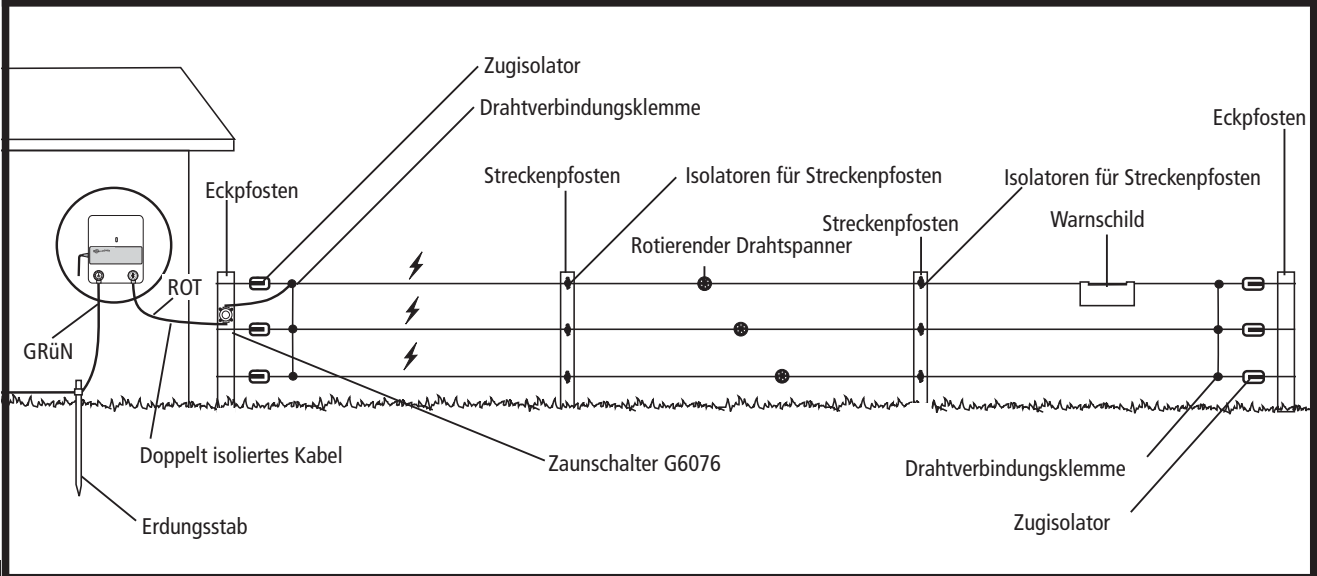 Zugisolator
Drahtverbindungsklemme
Eckpfosten
Eckpfosten
Streckenpfosten
Isolatoren für Streckenpfosten
Isolatoren für Streckenpfosten
Streckenpfosten
Warnschild
Rotierender Drahtspanner
ROT
GRüN
Doppelt isoliertes Kabel
Zaunschalter G6076
Drahtverbindungsklemme
Erdungsstab
Zugisolator